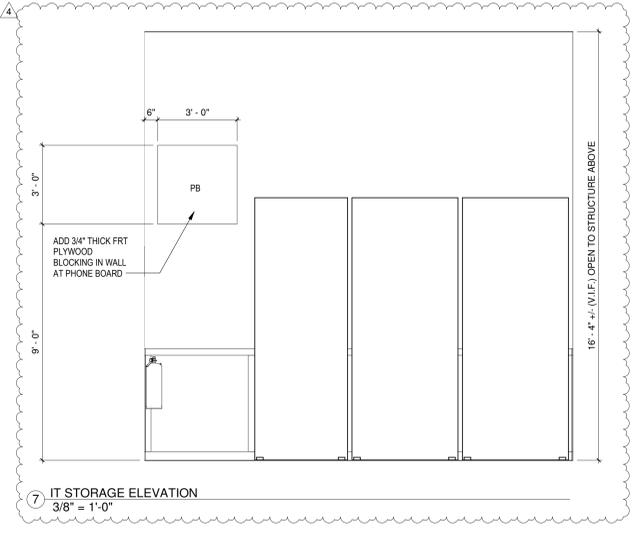 4
6"
3' - 0"
3' - 0"
PB
ADD 3/4" THICK FRT
PLYWOOD
BLOCKING IN WALL
AT PHONE BOARD
9' - 0"
16' - 4" +/- (V.I.F.) OPEN TO STRUCTURE ABOVE
7
IT STORAGE ELEVATION
3/8" = 1'-0"